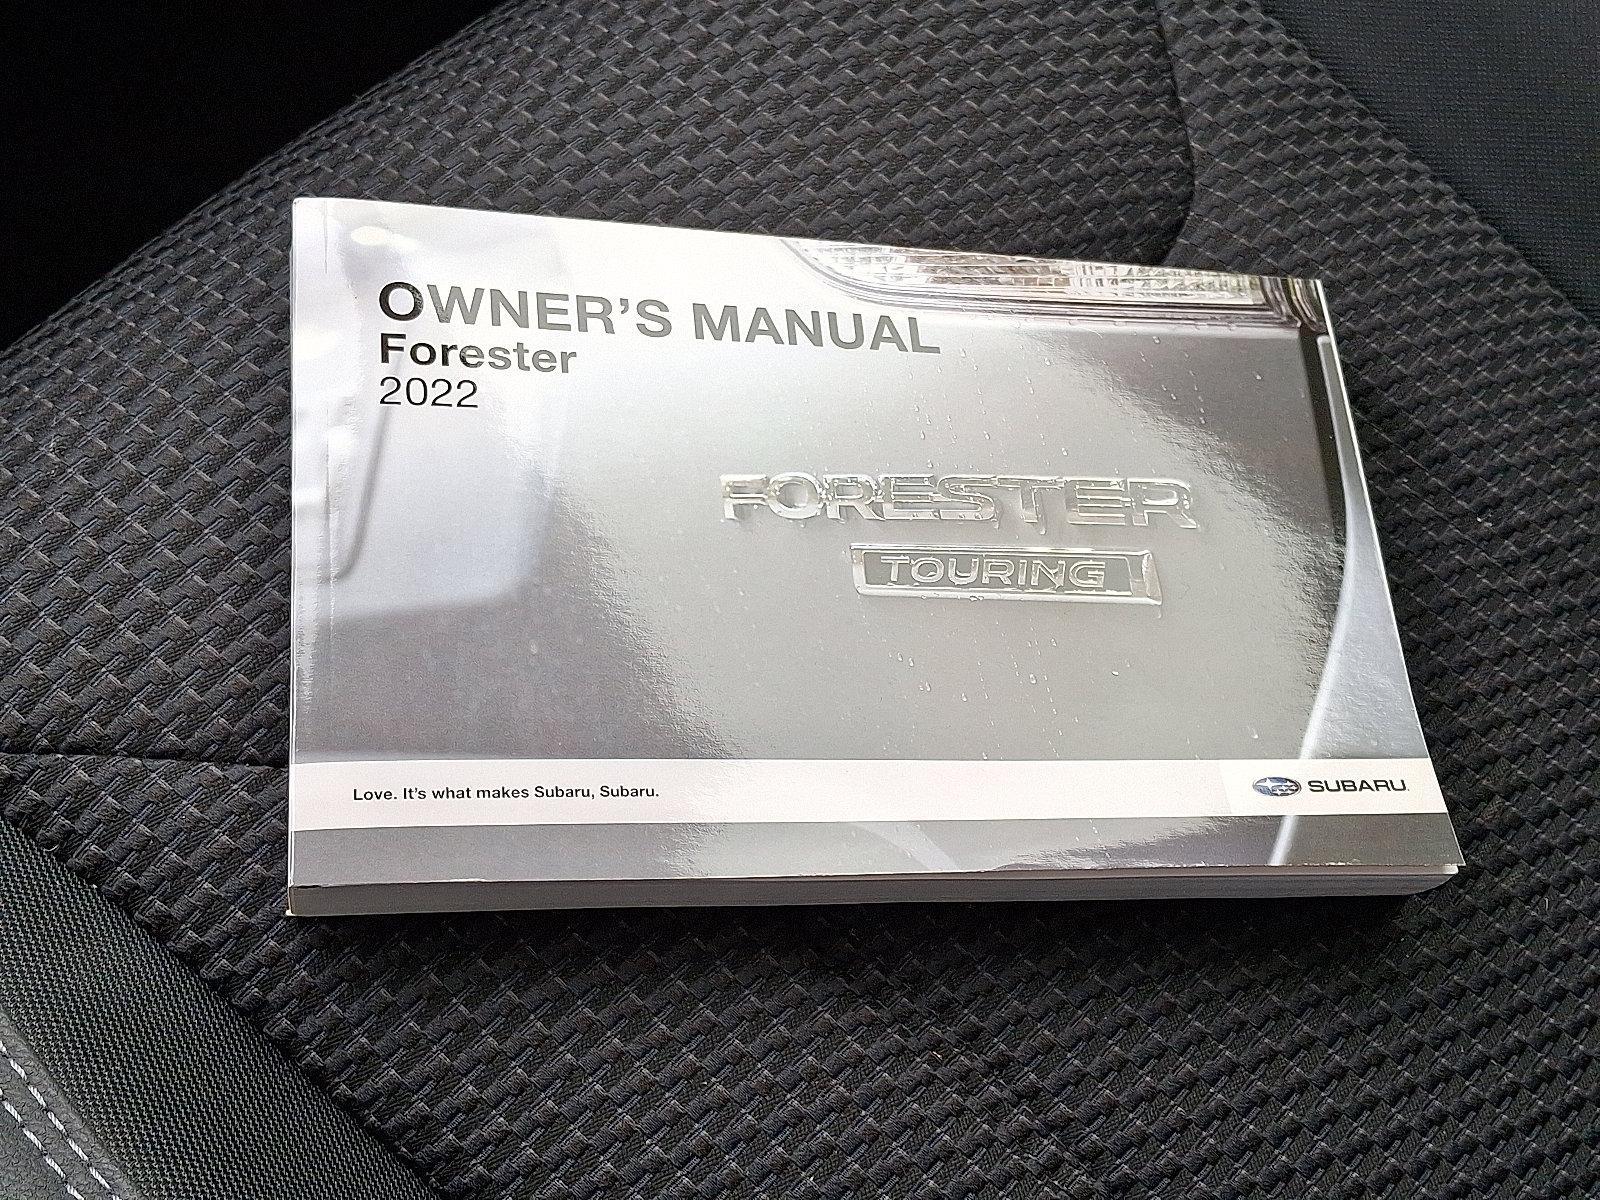 OWNER'S MANUAL
Forester
2022
FORESTER
TOURING
Love. It's what makes Subaru, Subaru.
SUBARU